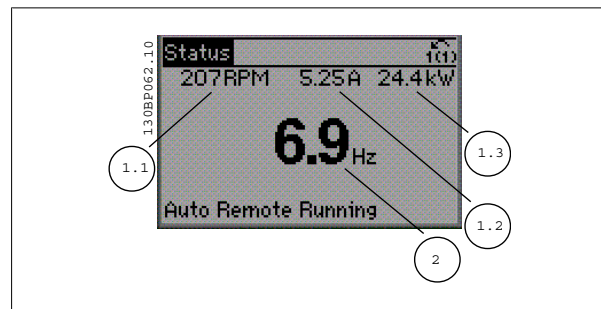 130BP062.10
Status
1(1)
207RPM 5.25A 24.4kW
6.9Hz
1.1
1.3
1.2
Auto Remote Running
2